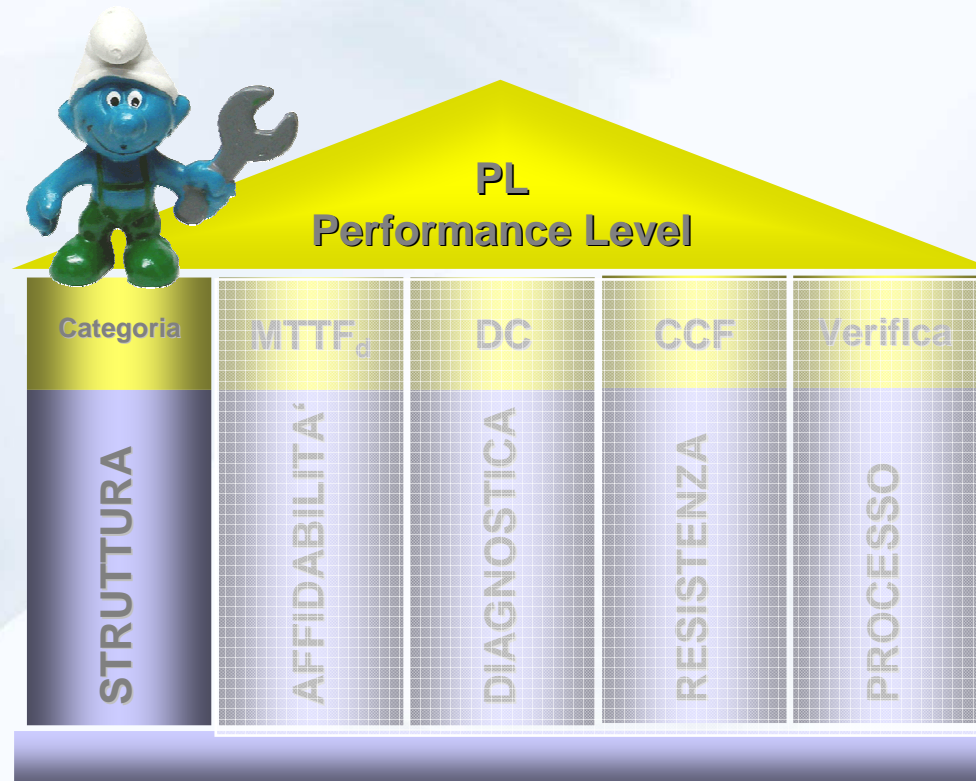 PL
Performance Level
Categoria
MTTFd
DC
CCF
VerifIca
STRUTTURA
AFFIDABILITA‘
DIAGNOSTICA
RESISTENZA
PROCESSO